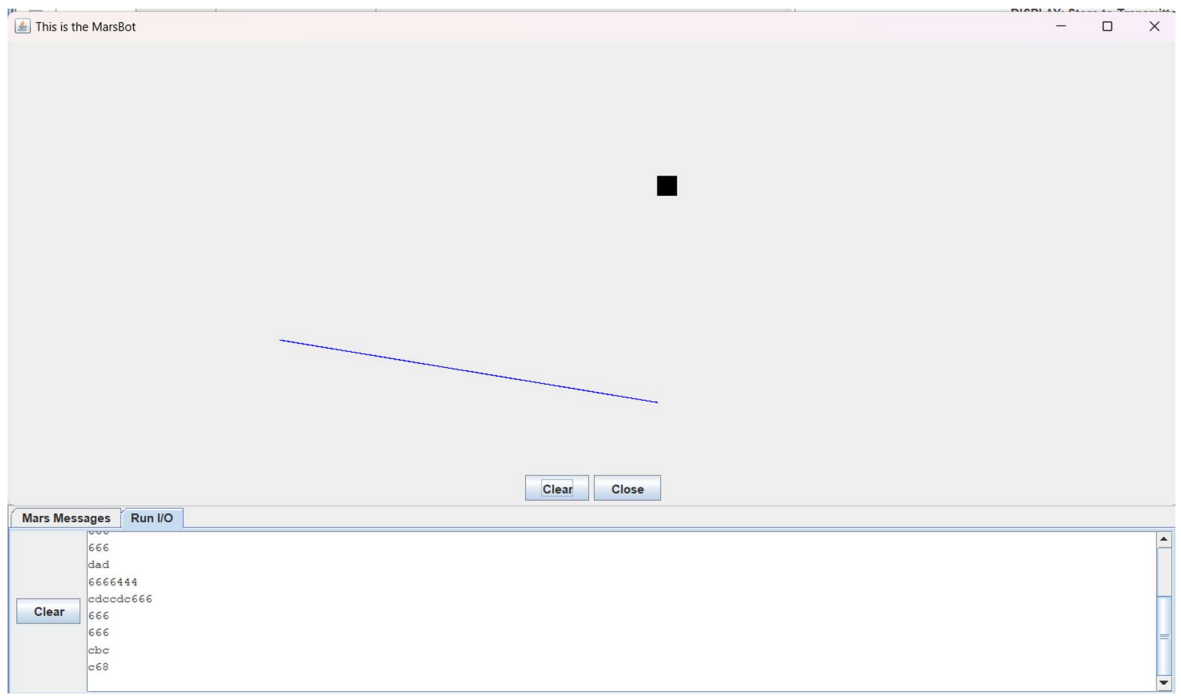 This is the MarsBot
Clear Close
Mars Messages Run I/O
666
dad
6666444
cdccdc666
Clear
666
666
cbc
c68